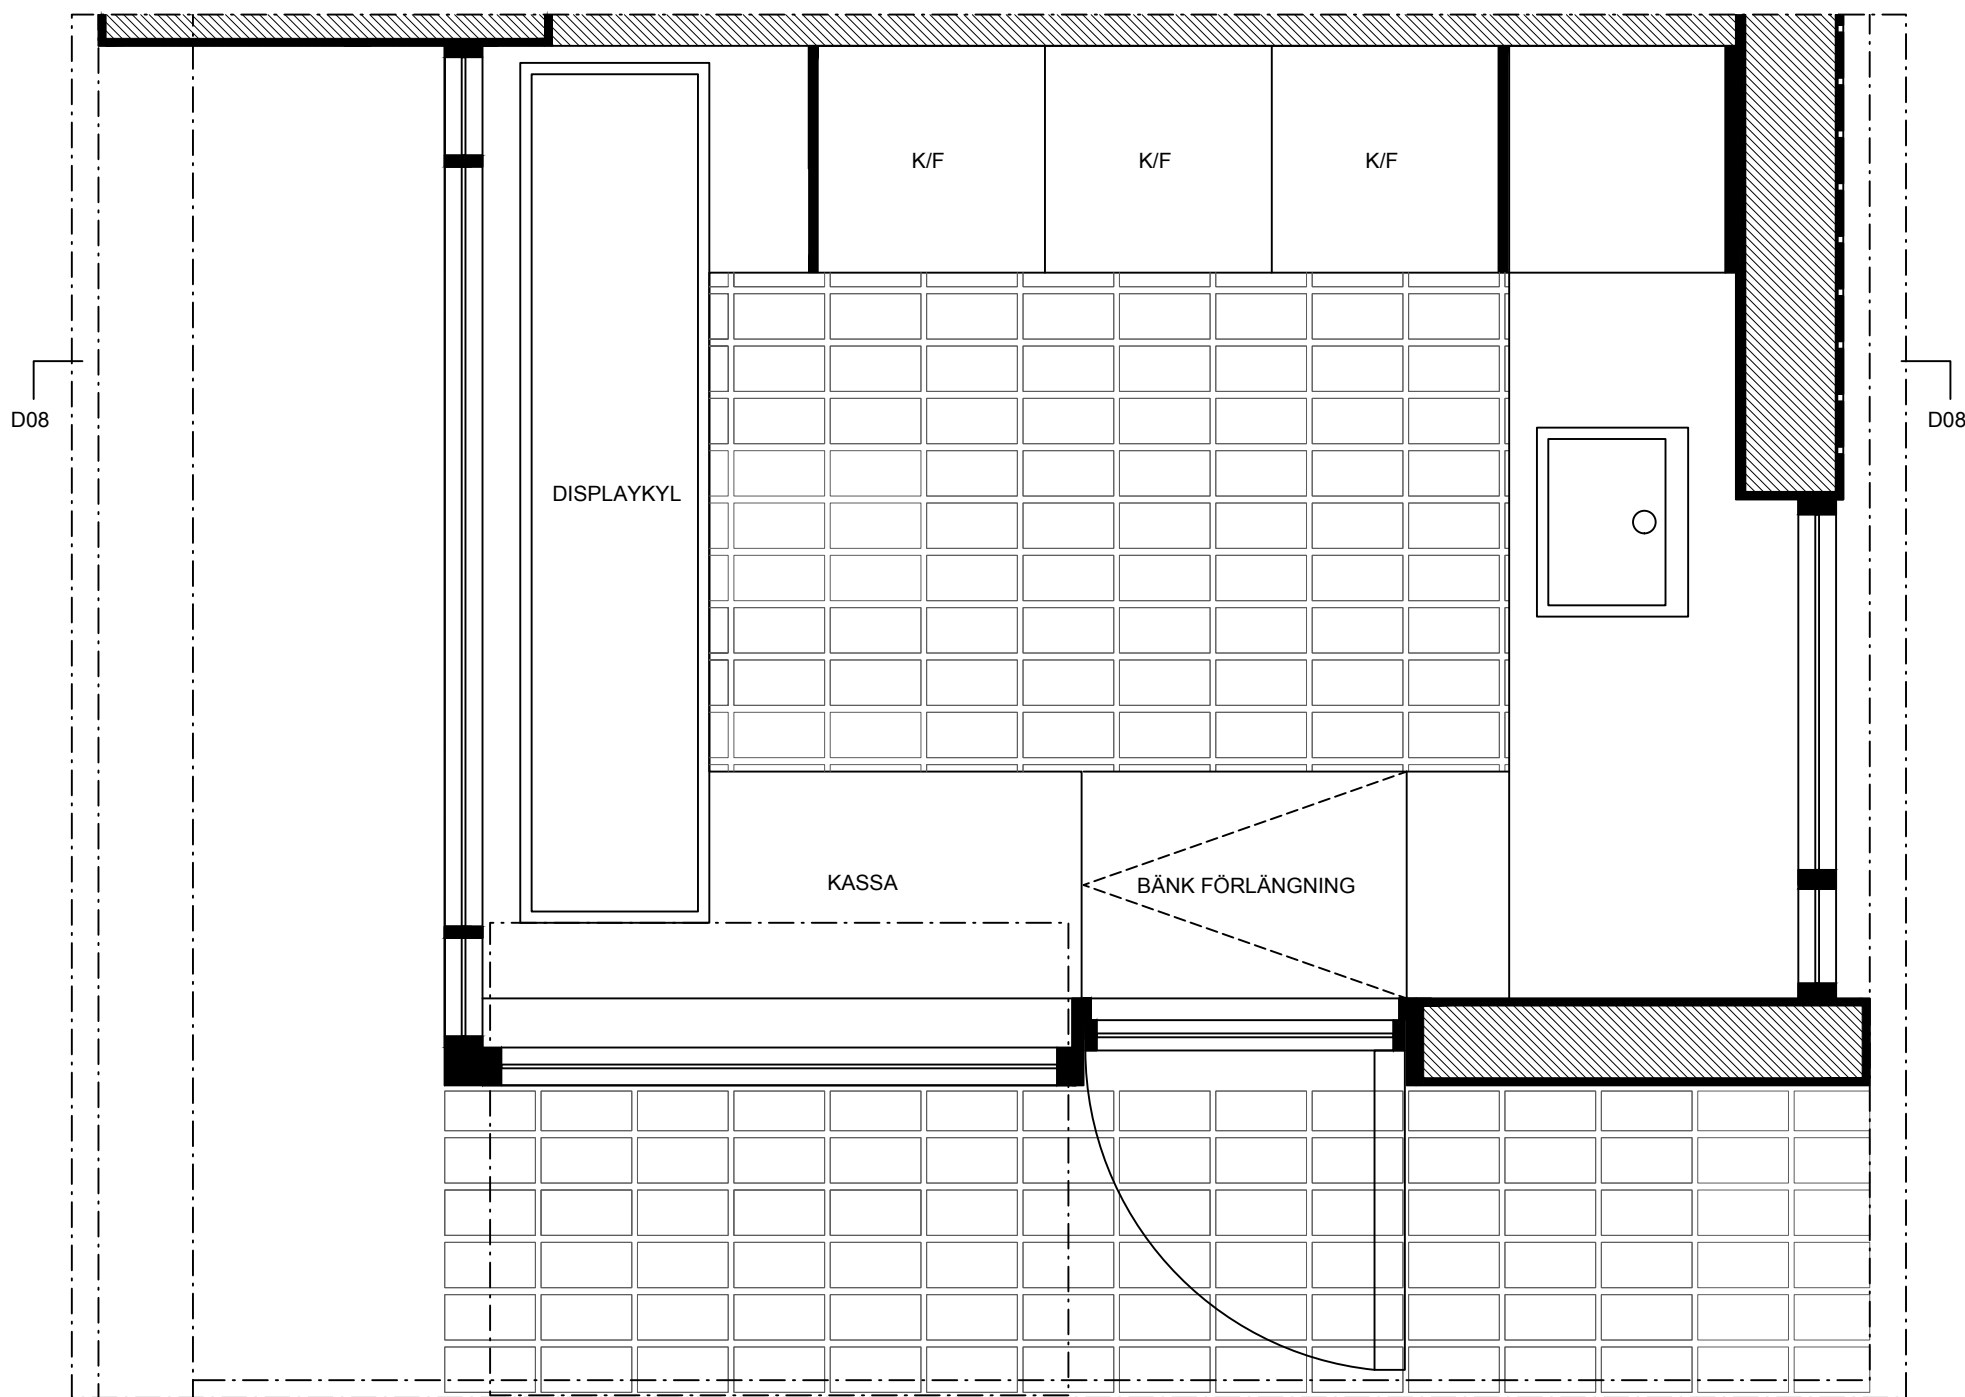 K/F K/F K/F
D08 D08
DISPLAYKYL
KASSA BÄNK FÖRLÄNGNING